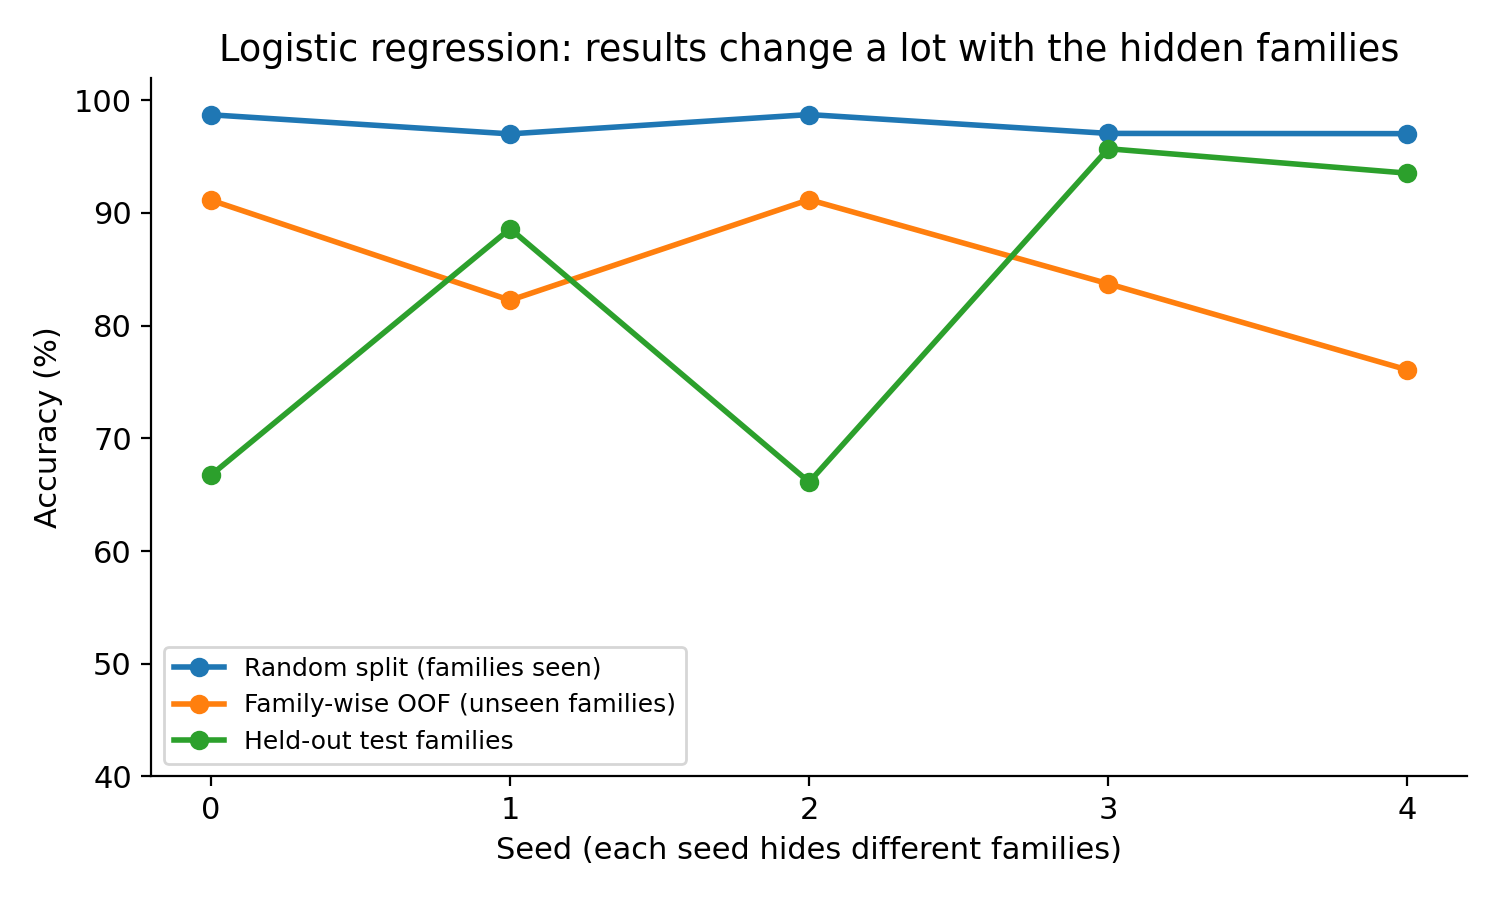 Logistic regression: results change a lot with the hidden families
100
90
80
70
60
50
40
Accuracy (%)
Random split (families seen)
Family-wise OOF (unseen families)
Held-out test families
0 1 2 3 4
Seed (each seed hides different families)